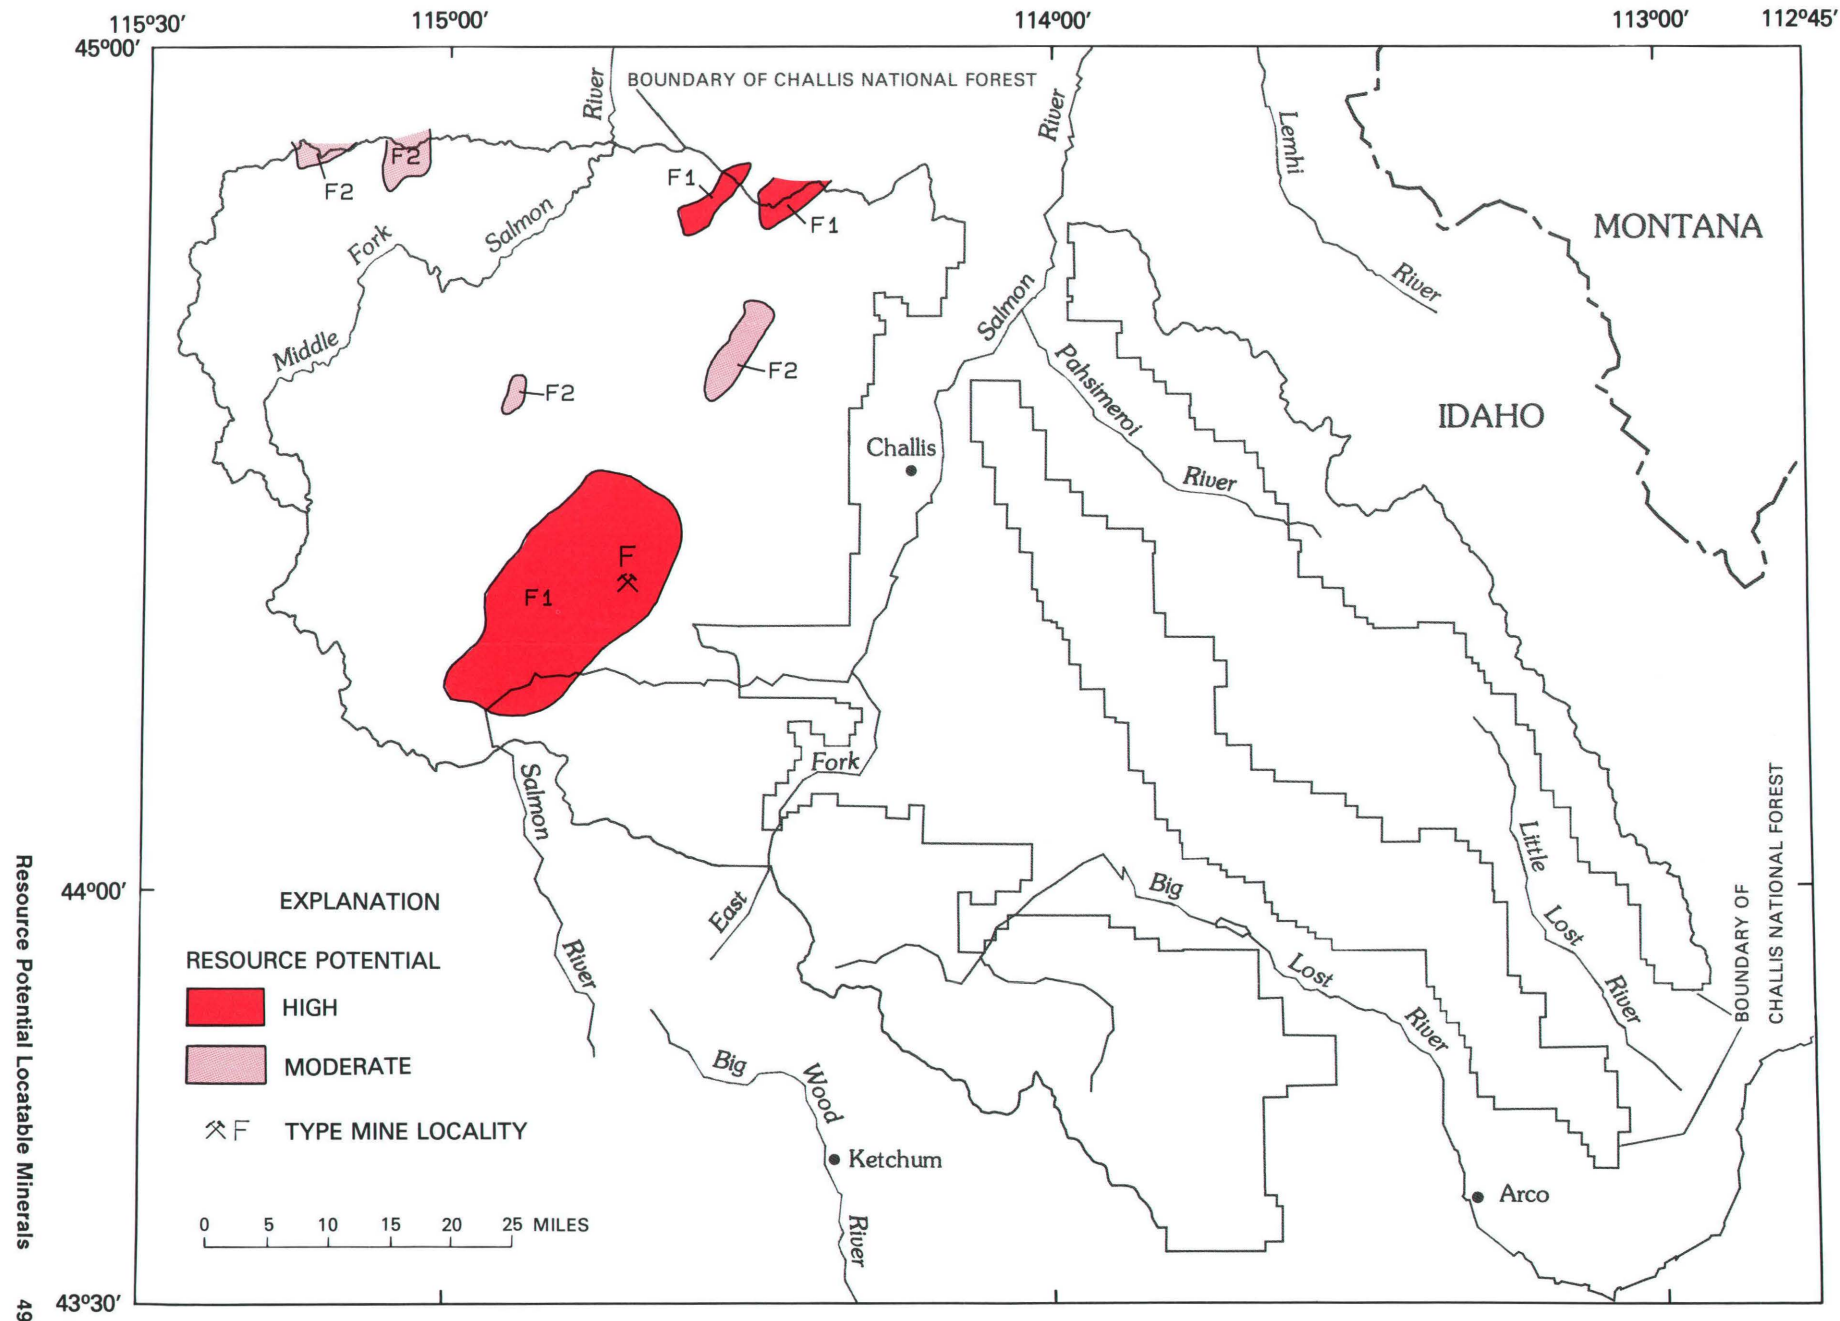 115°30′ 115°00′ 114°00′ 113°00′ 112°45′
45°00′
BOUNDARY OF CHALLIS NATIONAL FOREST
River
River
Lemhi
River
MONTANA
IDAHO
F2
F2
F1
F1
Middle
Fork
Salmon
F2
F2
Salmon
Pahsimeroi
River
Challis
F
F1
Fork
East
Salmon
River
Big
Lost
River
Little
Lost
River
BOUNDARY OF
CHALLIS NATIONAL FOREST
44°00′
EXPLANATION
RESOURCE POTENTIAL
HIGH
MODERATE
F TYPE MINE LOCALITY
0 5 10 15 20 25 MILES
Big
Wood
River
Ketchum
Arco
43°30′
Resource Potential Locatable Minerals 49